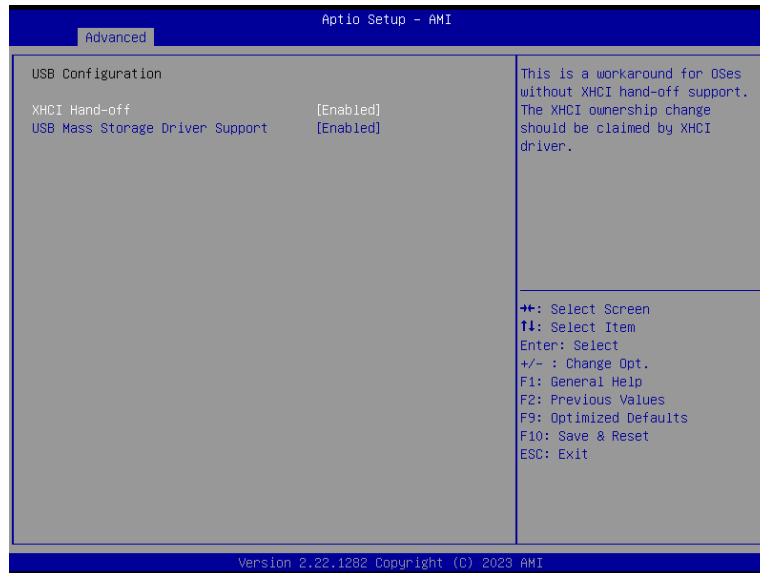 Aptio Setup – AMI
Advanced
USB Configuration
XHCI Hand-off [Enabled]
USB Mass Storage Driver Support [Enabled]
This is a workaround for OSes
without XHCI hand-off support.
The XHCI ownership change
should be claimed by XHCI
driver.
→←: Select Screen
↑↓: Select Item
Enter: Select
+/- : Change Opt.
F1: General Help
F2: Previous Values
F9: Optimized Defaults
F10: Save & Reset
ESC: Exit
Version 2.22.1282 Copyright (C) 2023 AMI